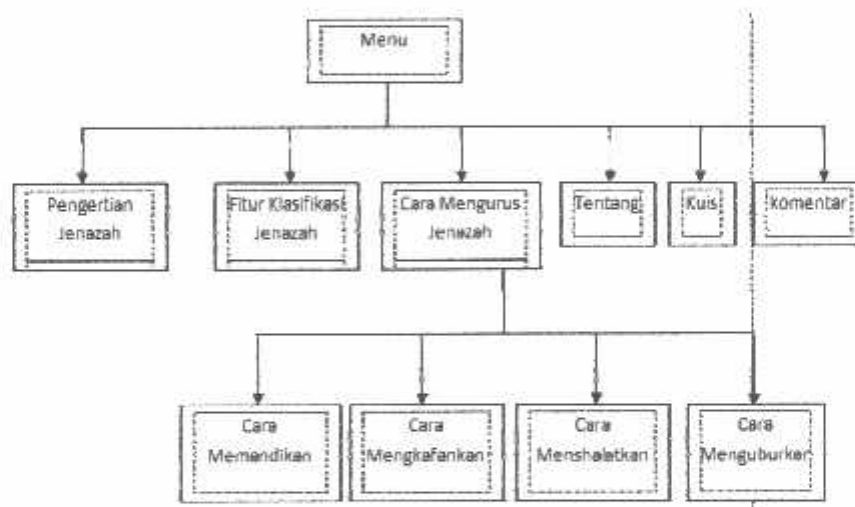 Menu
Pengertian
Jenazah
Fitur Klasifikasi
Jenazah
Cara Mengurus
Jenazah
Tentang
Kuis
komentar
Cara
Memandikan
Cara
Mengkafankan
Cara
Menshalatkan
Cara
Menguburkan